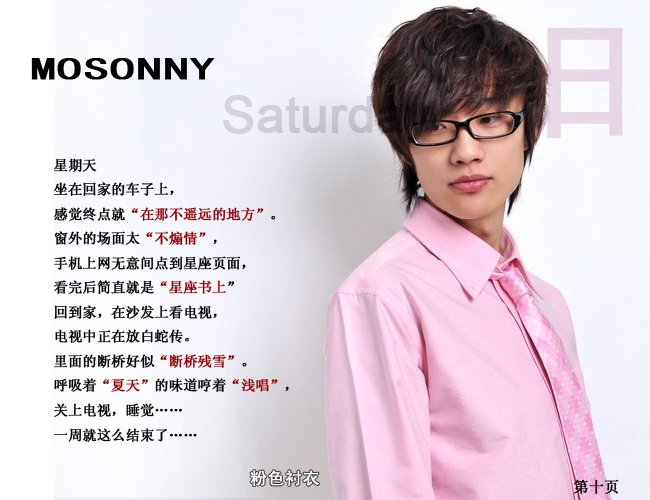 MOSONNY
日
Saturd
星期天
坐在回家的车子上，
感觉终点就“在那不遥远的地方”。
窗外的场面太“不煽情”，
手机上网无意间点到星座页面，
看完后简直就是“星座书上”
回到家，在沙发上看电视，
电视中正在放白蛇传。
里面的断桥好似“断桥残雪”。
呼吸着“夏天”的味道哼着“浅唱”，
关上电视，睡觉……
一周就这么结束了……
粉色衬衣
第十页